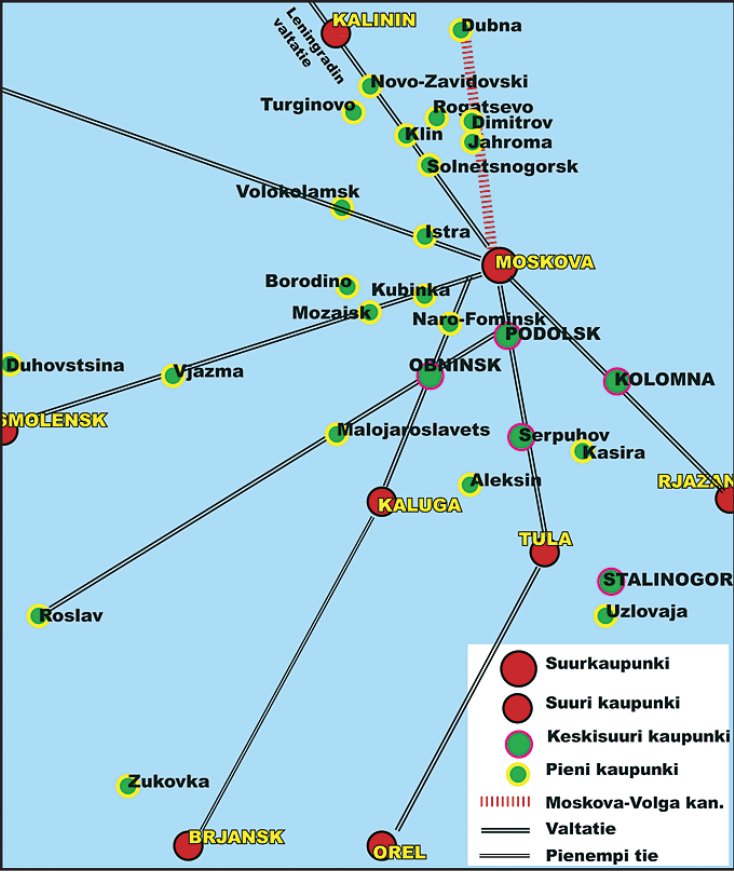 KALININ
Dubna
Leningradin
valtatie
Novo-Zavidovski
Turginovo
Rogatsevo
Dimitrov
Klin
Jahroma
Solnetsnogorsk
Volokolamsk
Istra
MOSKOVA
Borodino
Kubinka
Mozaisk
Naro-Fominsk
PODOLSK
Duhovstsina
Vjazma
OBNINSK
KOLOMNA
SMOLENSK
Malojaroslavets
Serpuhov
Kasira
Aleksin
RJAZAN
KALUGA
TULA
STALINOGOR
Roslav
Uzlovaja
Suurkaupunki
Suuri kaupunki
Keskisuuri kaupunki
Pieni kaupunki
Zukovka
Moskova-Volga kan.
Valtatie
BRJANSK
OREL
Pienempi tie